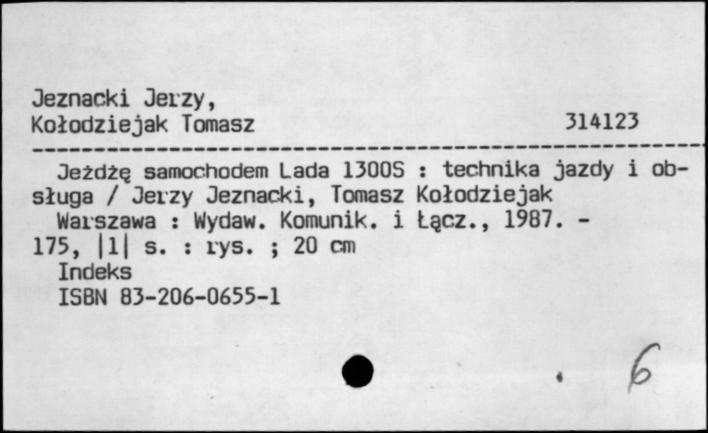 Jeznacki Jerzy,
Kołodziejak Tomasz 314123
Jeżdżę samochodem Lada 1300S : technika jazdy i ob-
sługa / Jerzy Jeznacki, Tomasz Kołodziejak
Warszawa : Wydaw. Komunik. i Łącz., 1987. -
175, |1| s. : rys. ; 20 cm
Indeks
ISBN 83-206-0655-1
6